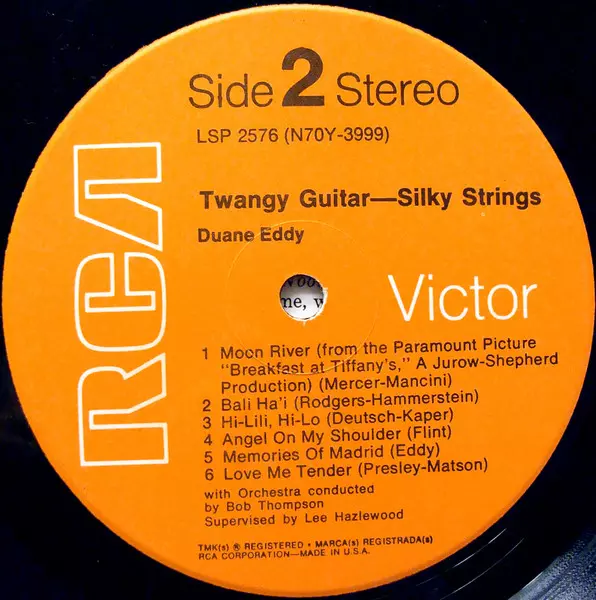 Side 2 Stereo
LSP 2576 (N70Y-3999)
Twangy Guitar—Silky Strings
Duane Eddy
RCA
Victor
me, w
1 Moon River (from the Paramount Picture
"Breakfast at Tiffany's," A Jurow-Shepherd
Production) (Mercer-Mancini)
2 Bali Ha'i (Rodgers-Hammerstein)
3 Hi-Lili, Hi-Lo (Deutsch-Kaper)
4 Angel On My Shoulder (Flint)
5 Memories Of Madrid (Eddy)
6 Love Me Tender (Presley-Matson)
with Orchestra conducted
by Bob Thompson
Supervised by Lee Hazlewood
TMK(s) ® REGISTERED • MARCA(s) REGISTRADA(s)
RCA CORPORATION—MADE IN U.S.A.